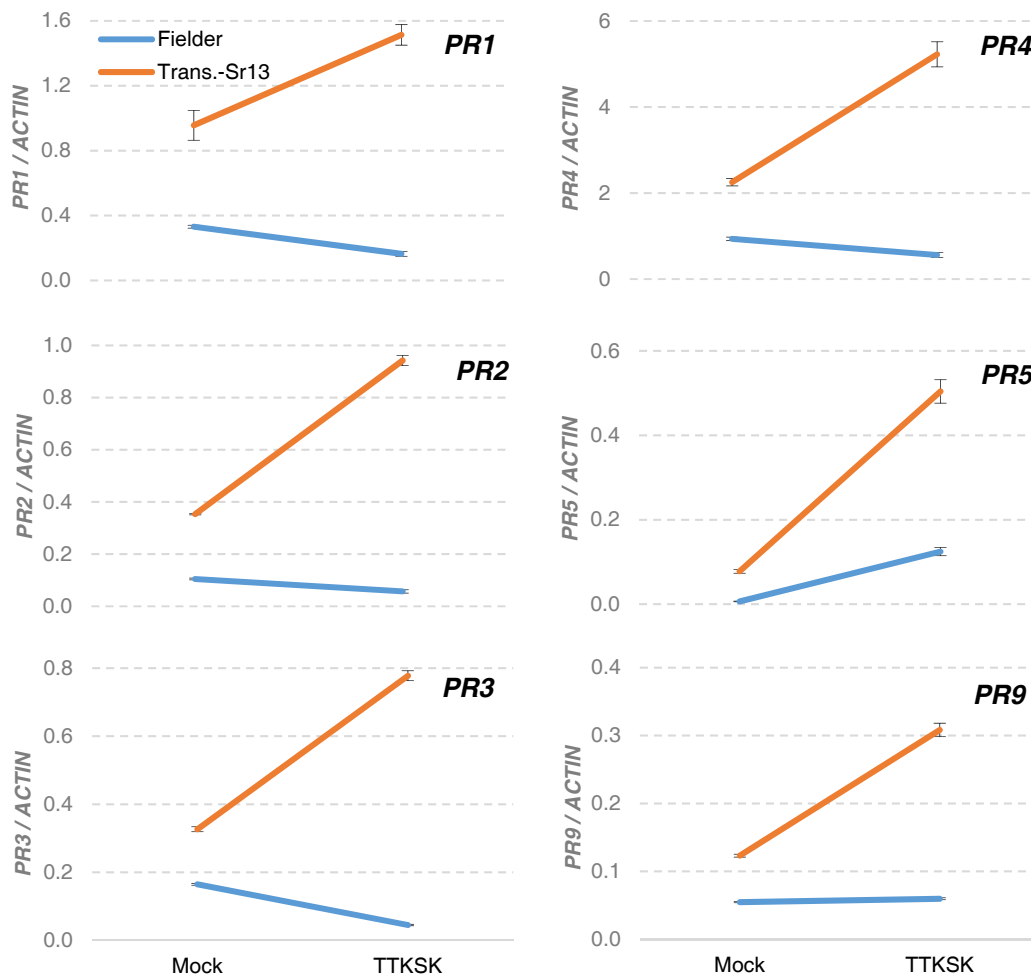 1.6
1.2
0.8
0.4
0.0
PR1 / ACTIN
Fielder
Trans.-Sr13
PR1
6
4
2
0
PR4 / ACTIN
PR4
1.0
0.8
0.6
0.4
0.2
0.0
PR2 / ACTIN
PR2
0.6
0.4
0.2
0.0
PR5 / ACTIN
PR5
0.8
0.6
0.4
0.2
0.0
PR3 / ACTIN
PR3
Mock TTKSK
0.4
0.3
0.2
0.1
0.0
PR9 / ACTIN
PR9
Mock TTKSK